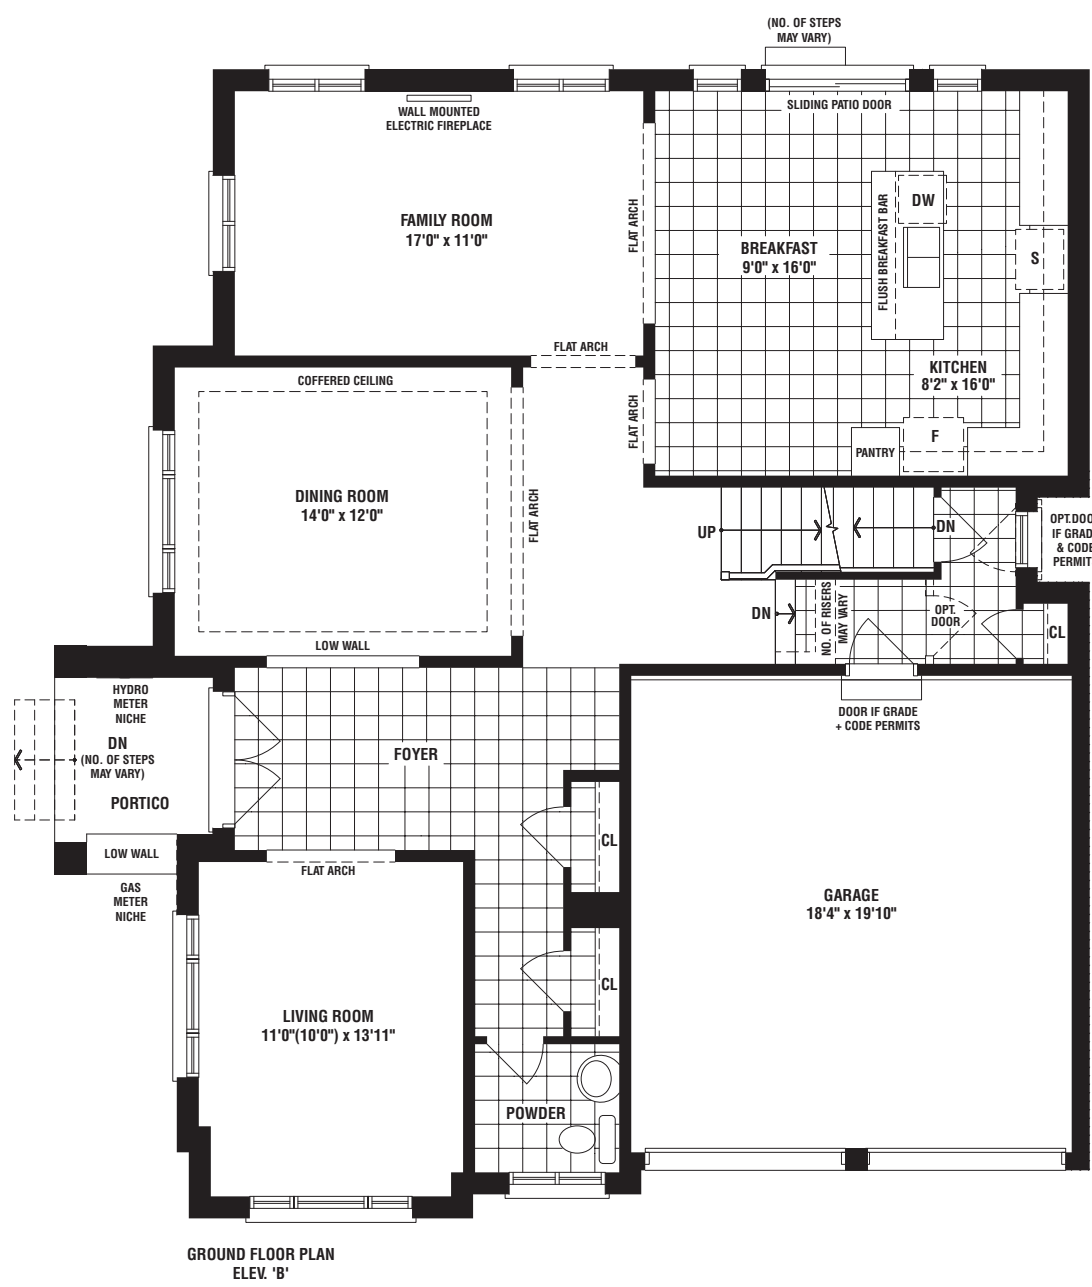 (NO. OF STEPS
MAY VARY)
SLIDING PATIO DOOR
WALL MOUNTED
ELECTRIC FIREPLACE
FAMILY ROOM
17'0" x 11'0"
FLAT ARCH
BREAKFAST
9'0" x 16'0"
FLUSH BREAKFAST BAR
DW
S
KITCHEN
8'2" x 16'0"
FLAT ARCH
FLAT ARCH
F
PANTRY
COFFERED CEILING
DINING ROOM
14'0" x 12'0"
FLAT ARCH
LOW WALL
UP
DN
OPT.DOO
IF GRAD
& CODE
PERMIT
DN
NO. OF RISERS
MAY VARY
OPT.
DOOR
CL
HYDRO
METER
NICHE
DN
(NO. OF STEPS
MAY VARY)
PORTICO
FOYER
DOOR IF GRADE
+ CODE PERMITS
LOW WALL
GAS
METER
NICHE
FLAT ARCH
CL
CL
GARAGE
18'4" x 19'10"
LIVING ROOM
11'0"(10'0") x 13'11"
POWDER
GROUND FLOOR PLAN
ELEV. 'B'